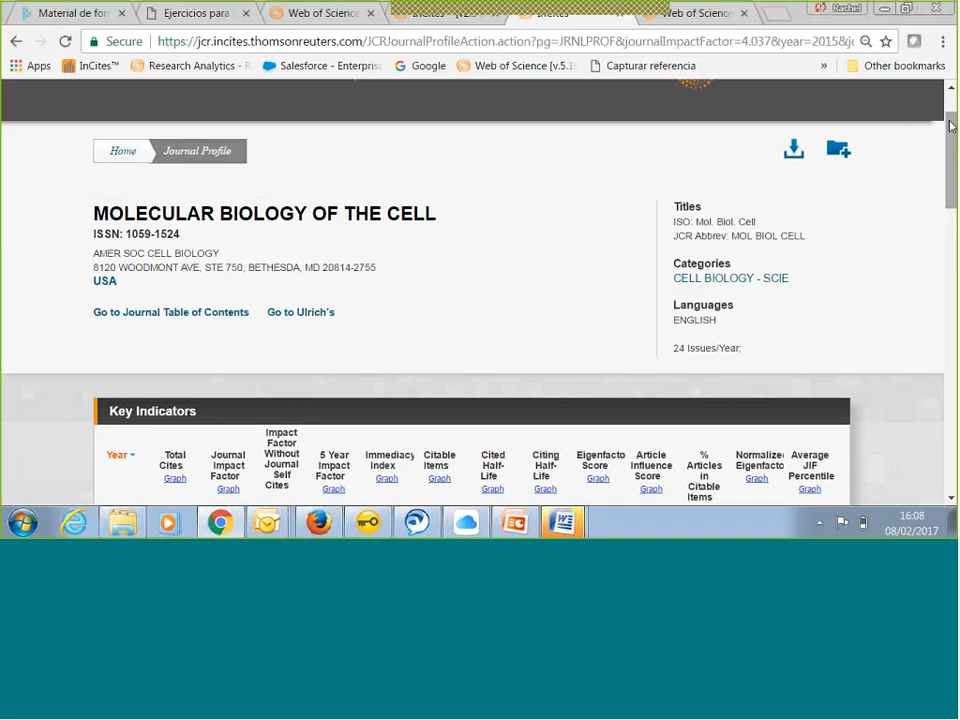 Material de for
Ejercicios para
Web of Science
InCites
Web of Science
Rachel
Secure
https://jcr.incites.thomsonreuters.com/JCRJournalProfileAction.action?pg=JRNLPROF&journalImpactFactor=4.037&year=2015&jc
Apps
InCites™
Research Analytics -
Salesforce - Enterpris
Google
Web of Science [v.5.1
Capturar referencia
»
Other bookmarks
Home
Journal Profile
MOLECULAR BIOLOGY OF THE CELL
ISSN: 1059-1524
AMER SOC CELL BIOLOGY
8120 WOODMONT AVE, STE 750, BETHESDA, MD 20814-2755
USA
Go to Journal Table of Contents
Go to Ulrich's
Titles
ISO: Mol. Biol. Cell
JCR Abbrev: MOL BIOL CELL
Categories
CELL BIOLOGY - SCIE
Languages
ENGLISH
24 Issues/Year;
Key Indicators
Year
Total
Cites
Graph
Journal
Impact
Factor
Graph
Impact
Factor
Without
Journal
Self
Cites
5 Year
Impact
Factor
Graph
Immediacy
Index
Graph
Citable
Items
Graph
Cited
Half-
Life
Graph
Citing
Half-
Life
Graph
Eigenfacto
Score
Graph
Article
Influence
Score
Graph
%
Articles
in
Citable
Items
Normalize
Eigenfacto
Graph
Average
JIF
Percentile
Graph
16:08
08/02/2017